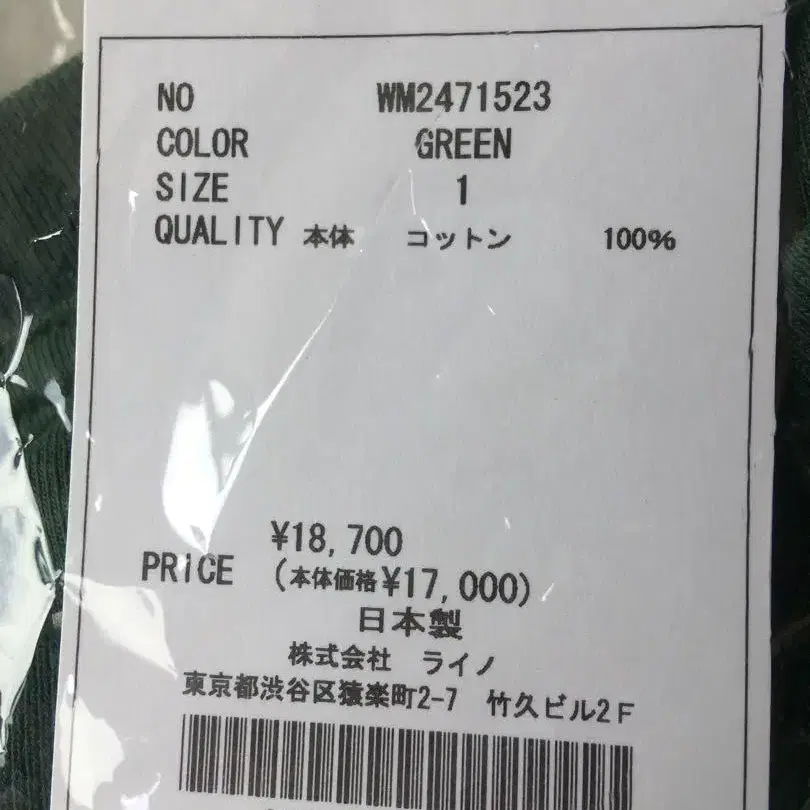 NO WM2471523
COLOR GREEN
SIZE 1
QUALITY 本体 コットン 100%
¥18,700
PRICE (本体価格¥17,000)
日本製
株式会社 ライノ
東京都渋谷区猿楽町2-7 竹久ビル2F